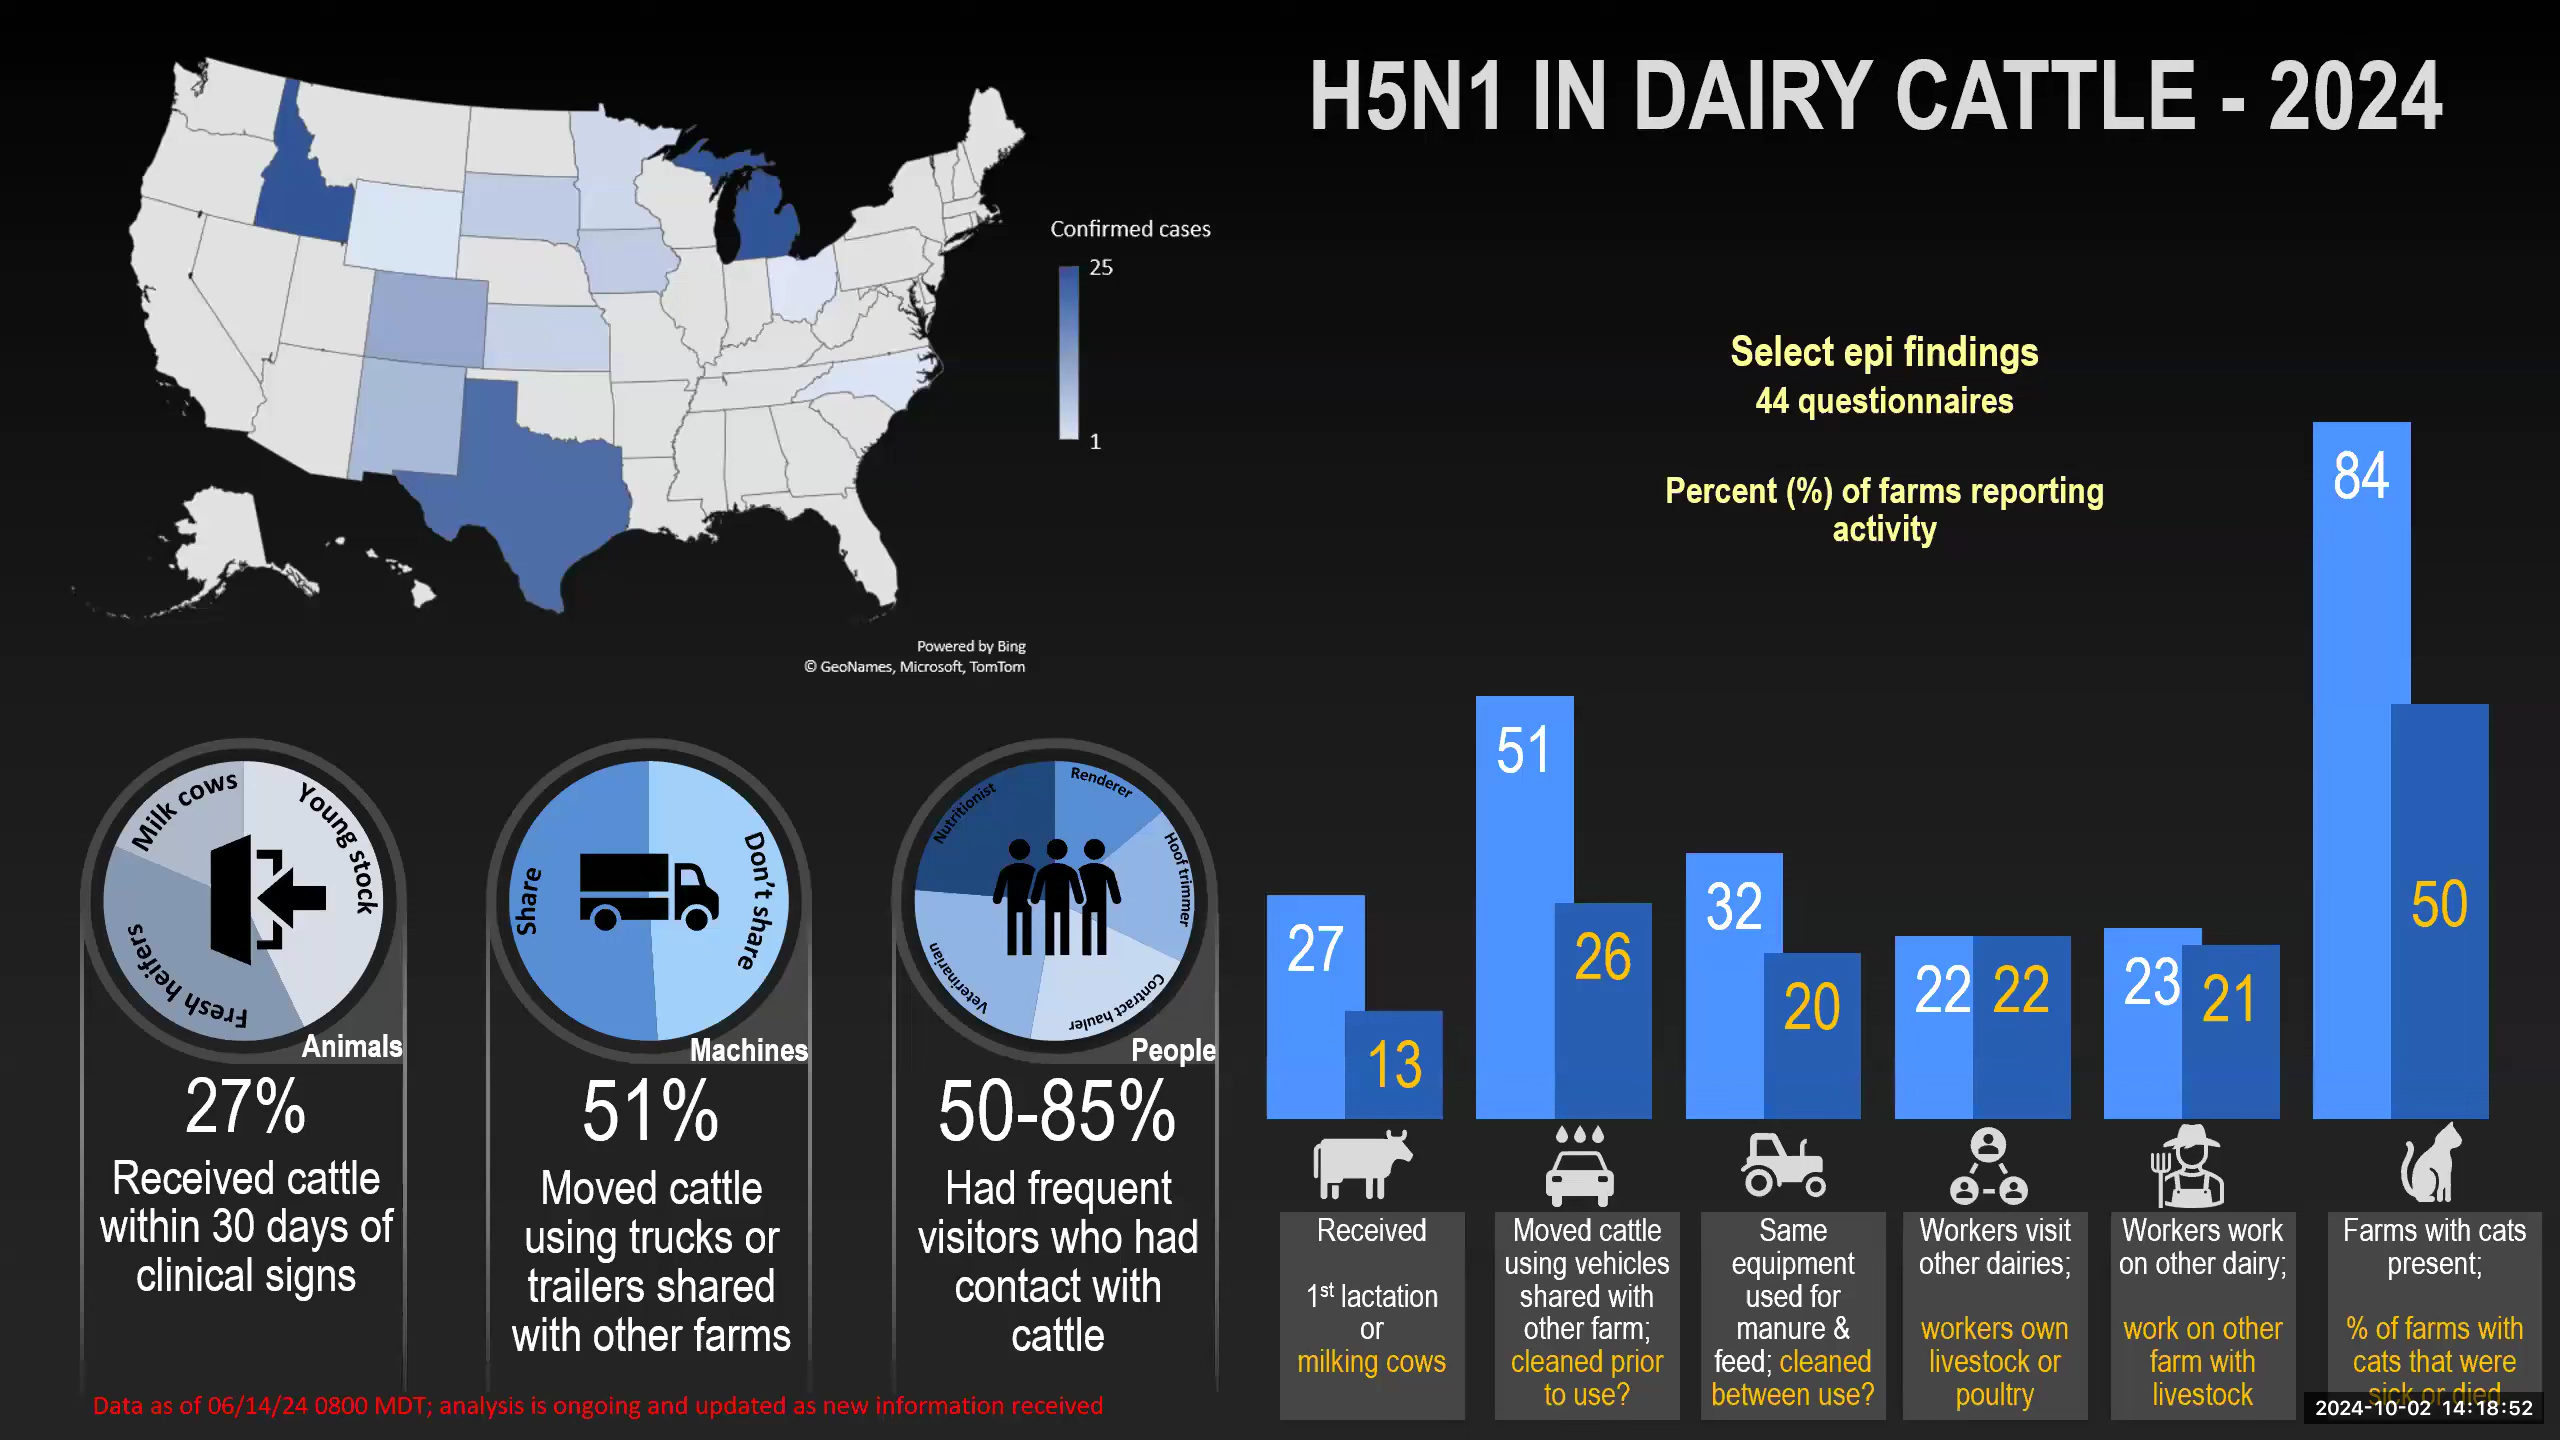 H5N1 IN DAIRY CATTLE - 2024
Confirmed cases
25
1
Powered by Bing
© GeoNames, Microsoft, TomTom
Select epi findings
44 questionnaires
Percent (%) of farms reporting
activity
Milk cows
Young stock
Fresh heifers
Animals
27%
Received cattle
within 30 days of
clinical signs
Share
Don't share
Machines
51%
Moved cattle
using trucks or
trailers shared
with other farms
Nutritionist
Renderer
Hoof trimmer
Contract hauler
Veterinarian
People
50-85%
Had frequent
visitors who had
contact with
cattle
27
13
51
26
32
20
22
22
23
21
84
50
Received
1st lactation
or
milking cows
Moved cattle
using vehicles
shared with
other farm;
cleaned prior
to use?
Same
equipment
used for
manure &
feed; cleaned
between use?
Workers visit
other dairies;
workers own
livestock or
poultry
Workers work
on other dairy;
work on other
farm with
livestock
Farms with cats
present;
% of farms with
cats that were
sick or died
Data as of 06/14/24 0800 MDT; analysis is ongoing and updated as new information received
2024-10-02 14:18:52